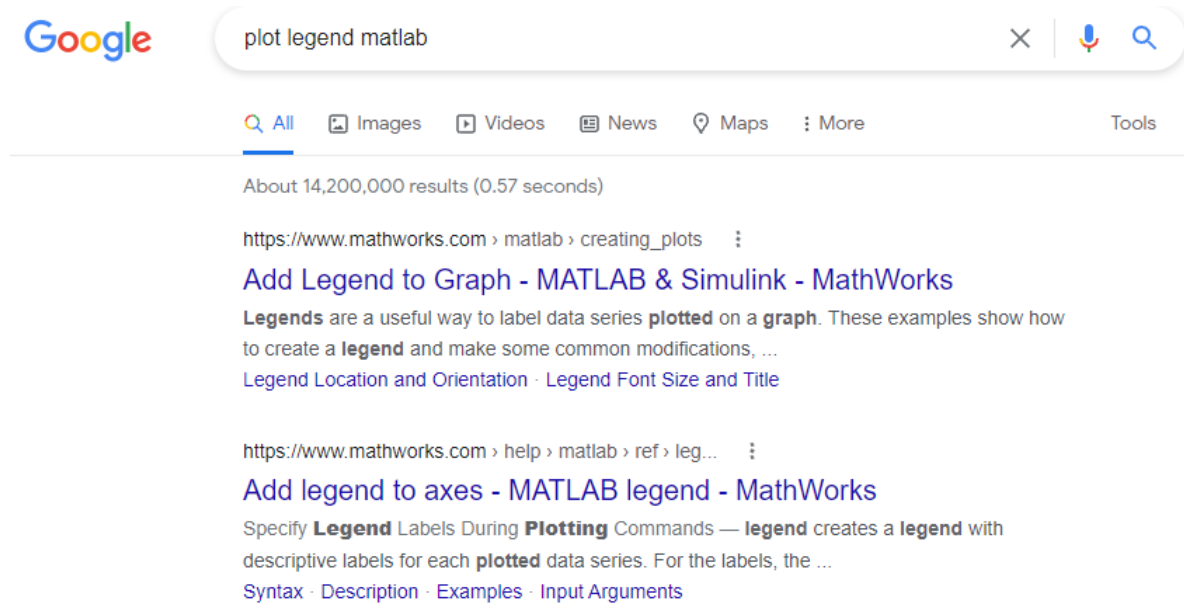 Google
plot legend matlab
All Images Videos News Maps More Tools
About 14,200,000 results (0.57 seconds)
https://www.mathworks.com › matlab › creating_plots
Add Legend to Graph - MATLAB & Simulink - MathWorks
Legends are a useful way to label data series plotted on a graph. These examples show how
to create a legend and make some common modifications, ...
Legend Location and Orientation · Legend Font Size and Title
https://www.mathworks.com › help › matlab › ref › leg...
Add legend to axes - MATLAB legend - MathWorks
Specify Legend Labels During Plotting Commands — legend creates a legend with
descriptive labels for each plotted data series. For the labels, the ...
Syntax · Description · Examples · Input Arguments